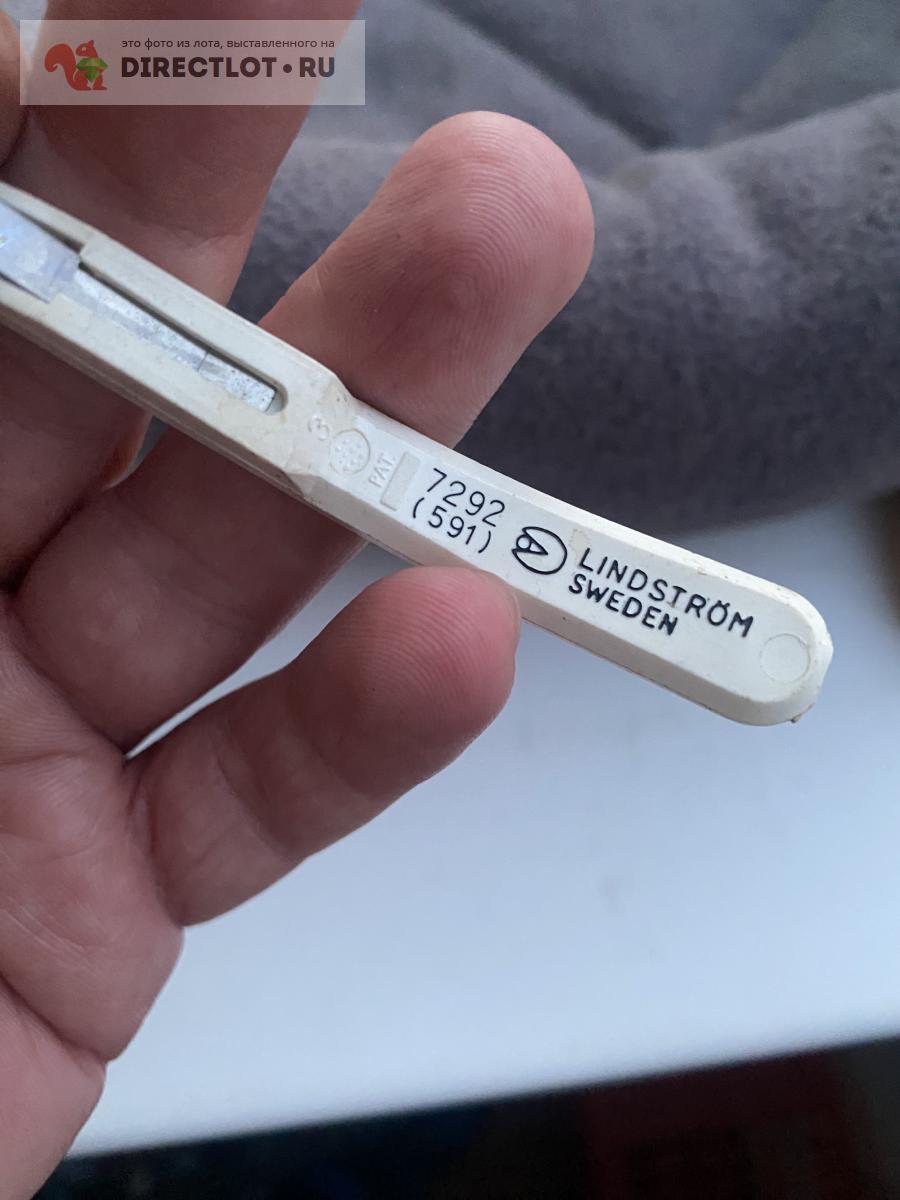 это фото из лота, выставленного на
DIRECTLOT•RU
3
PAT.
7292
(591)
LINDSTRÖM
SWEDEN